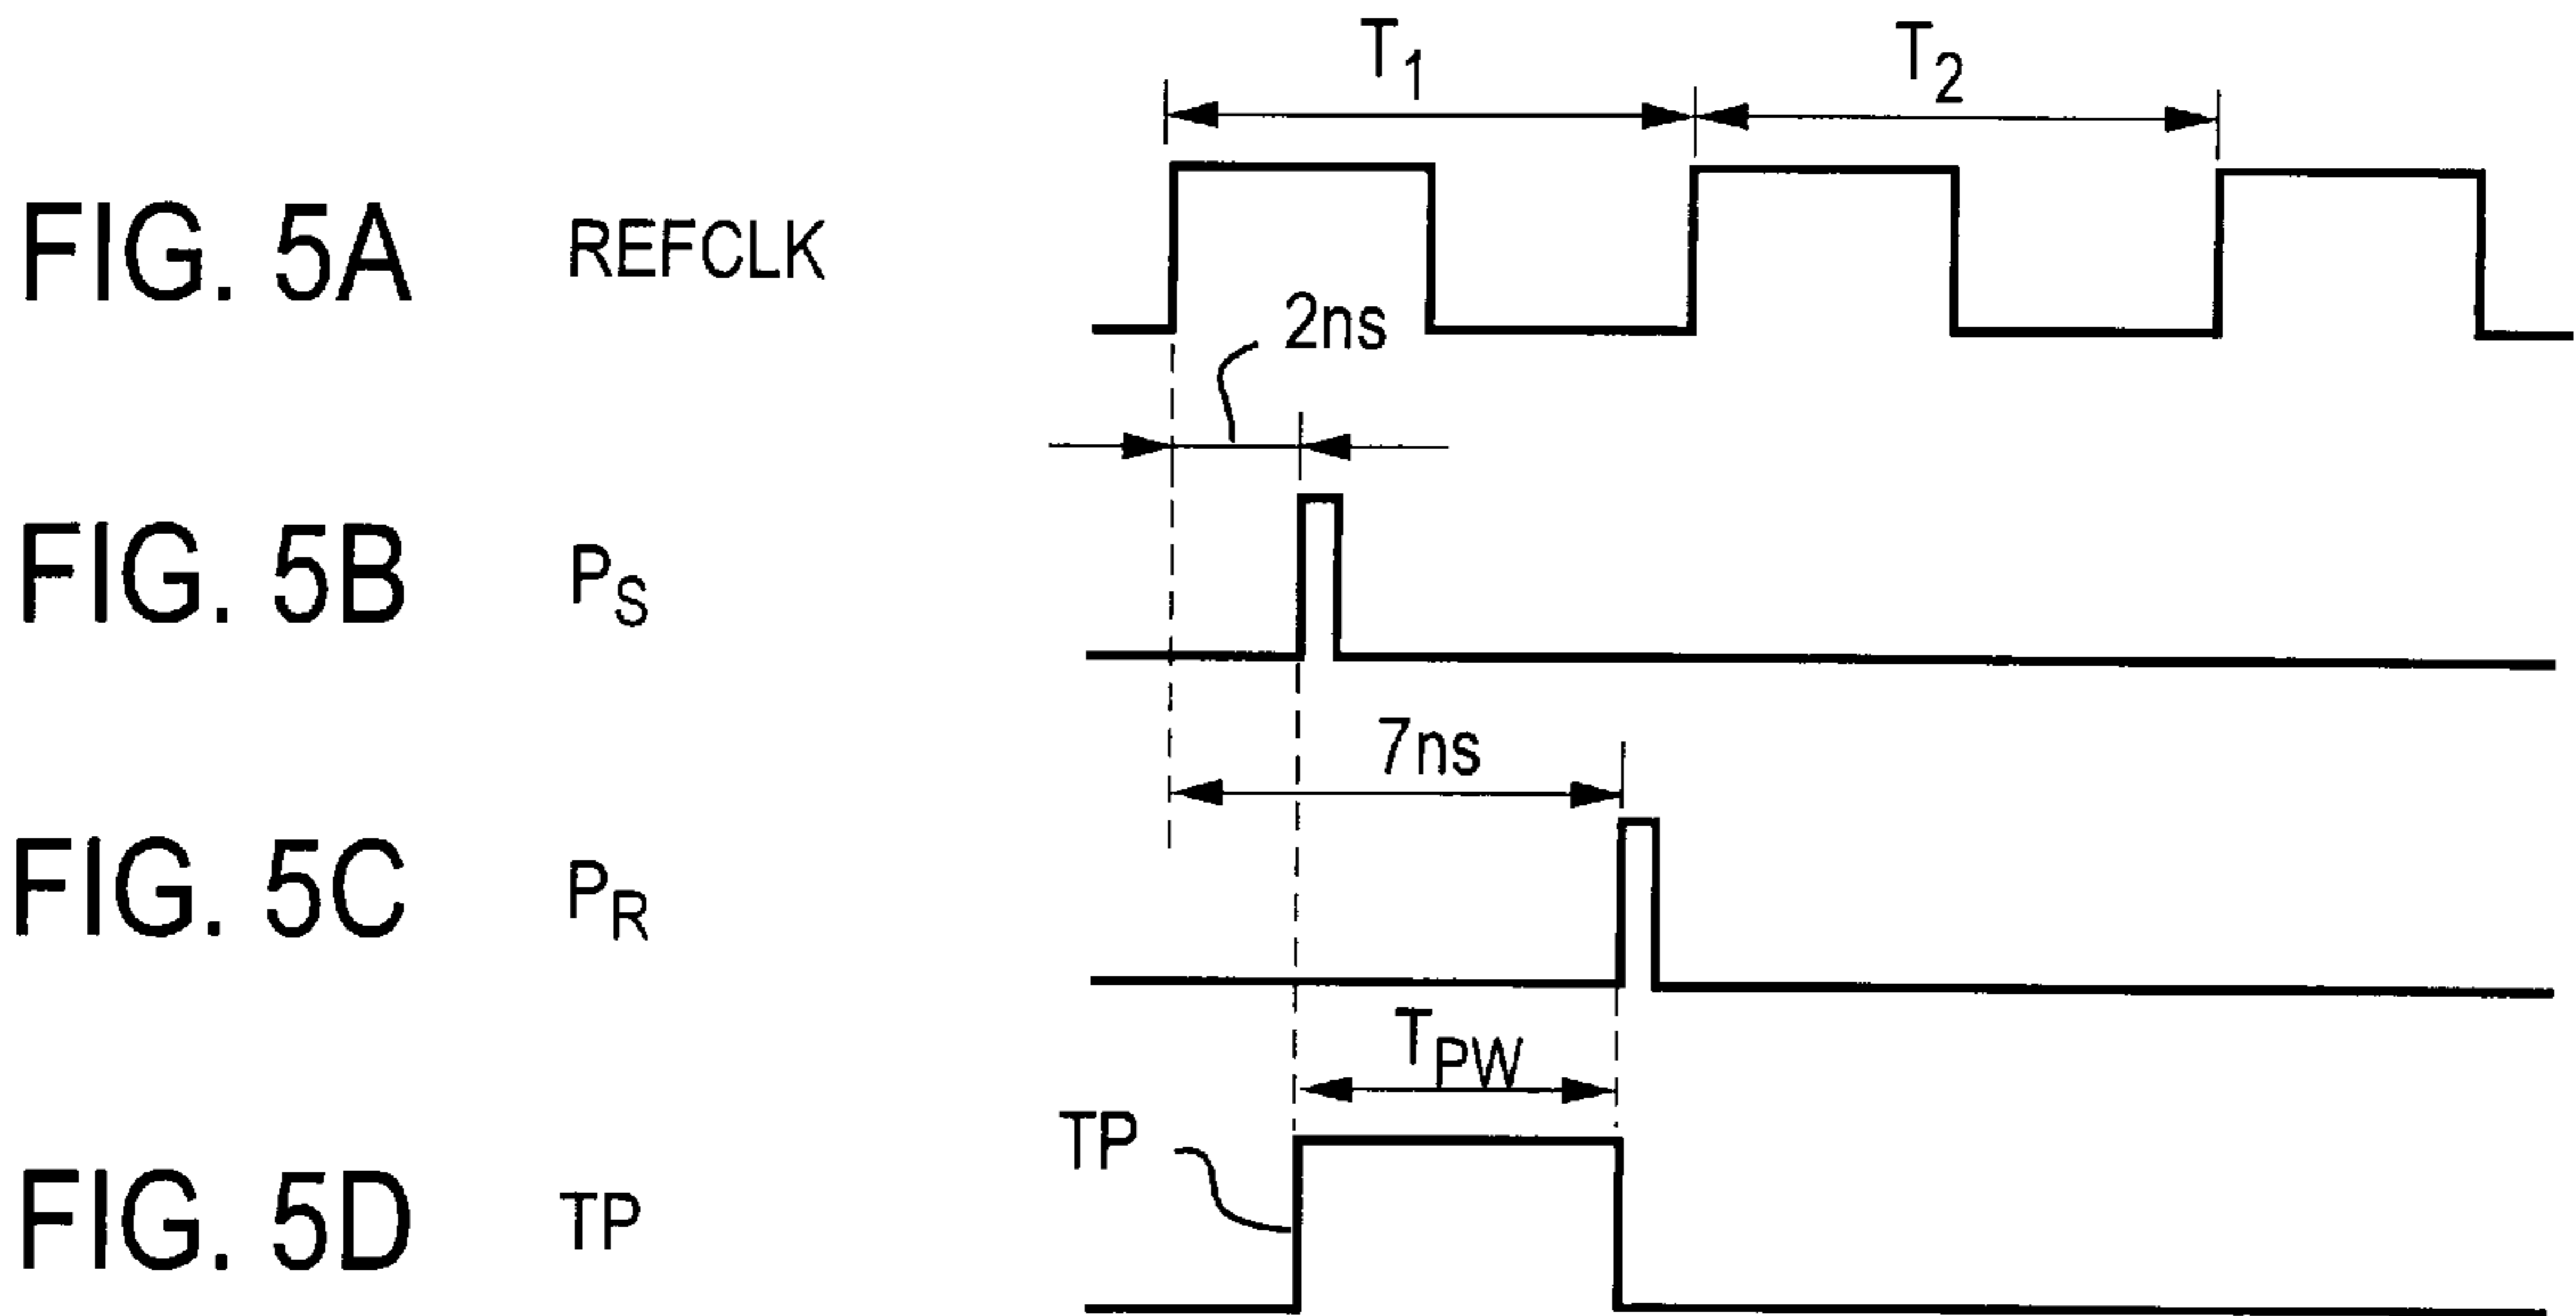 T1 T2
FIG. 5A REFCLK
2ns
FIG. 5B PS
7ns
FIG. 5C PR
TPW
TP
FIG. 5D TP